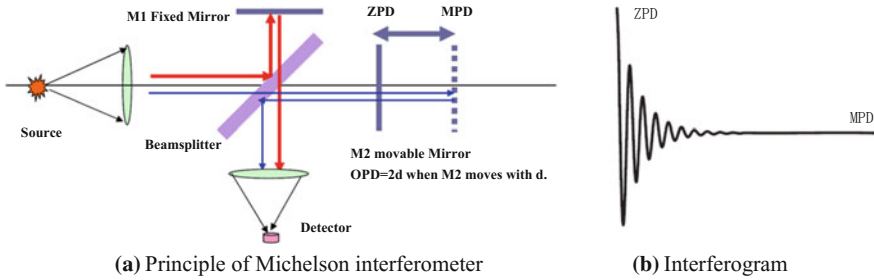 M1 Fixed Mirror
ZPD
MPD
Source
Beamsplitter
M2 movable Mirror
OPD=2d when M2 moves with d.
Detector
(a) Principle of Michelson interferometer
ZPD
MPD
(b) Interferogram